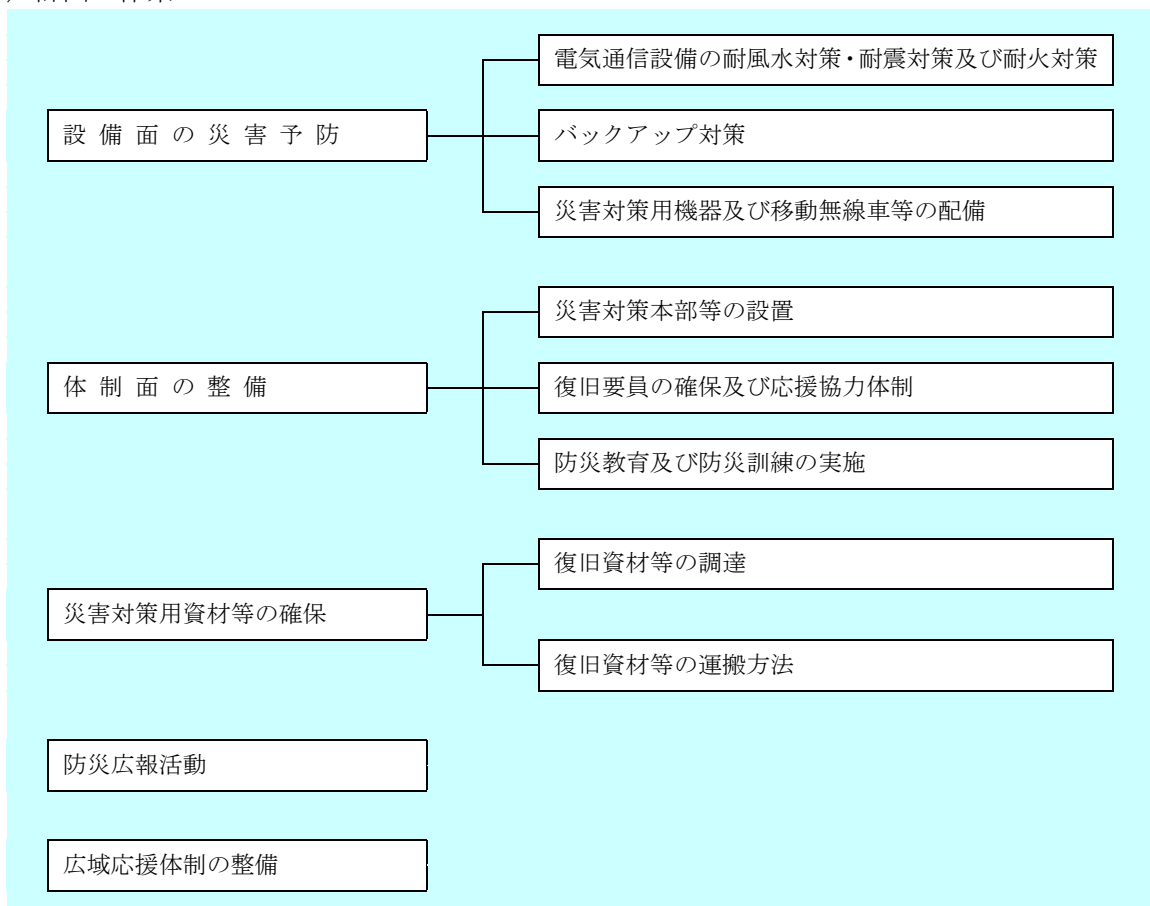 設備面の災害予防
電気通信設備の耐風水対策・耐震対策及び耐火対策
バックアップ対策
災害対策用機器及び移動無線車等の配備
体制面の整備
災害対策本部等の設置
復旧要員の確保及び応援協力体制
防災教育及び防災訓練の実施
災害対策用資材等の確保
復旧資材等の調達
復旧資材等の運搬方法
防災広報活動
広域応援体制の整備